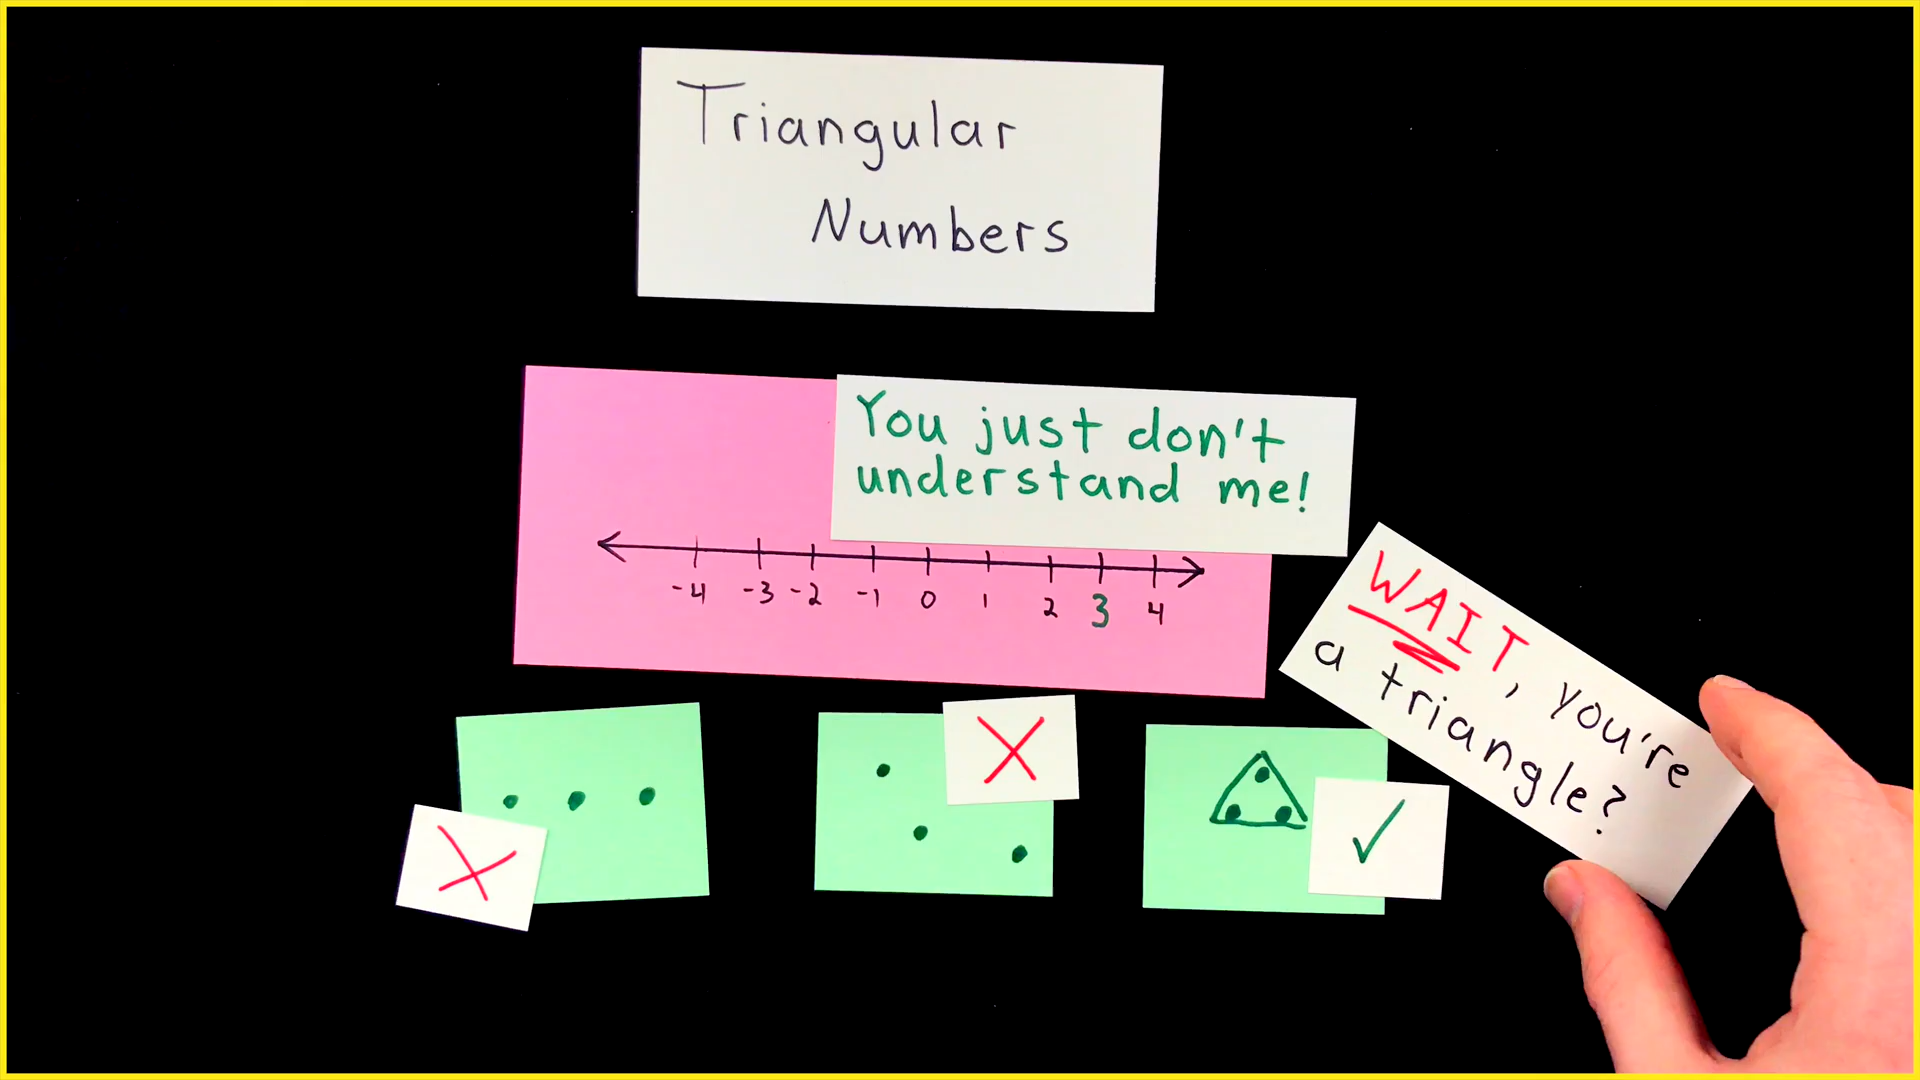 Triangular
Numbers
You just don't
understand me!
-4 -3 -2 -1 0 1 2 3 4
WAIT, you're
a triangle?